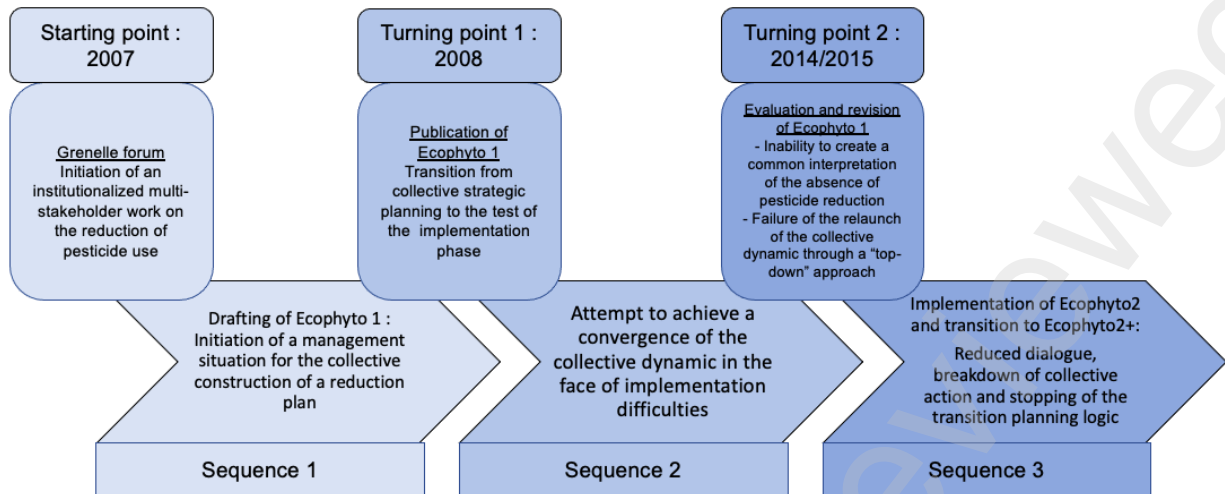 Starting point :
2007
Grenelle forum
Initiation of an
institutionalized multi-
stakeholder work on
the reduction of
pesticide use
Turning point 1 :
2008
Publication of
Ecophyto 1
Transition from
collective strategic
planning to the test of
the implementation
phase
Turning point 2 :
2014/2015
Evaluation and revision
of Ecophyto 1
- Inability to create a
common interpretation
of the absence of
pesticide reduction
- Failure of the relaunch
of the collective
dynamic through a “top-
down” approach
Drafting of Ecophyto 1 :
Initiation of a management
situation for the collective
construction of a reduction
plan
Sequence 1
Attempt to achieve a
convergence of the
collective dynamic in the
face of implementation
difficulties
Sequence 2
Implementation of Ecophyto2
and transition to Ecophyto2+:
Reduced dialogue,
breakdown of collective
action and stopping of the
transition planning logic
Sequence 3